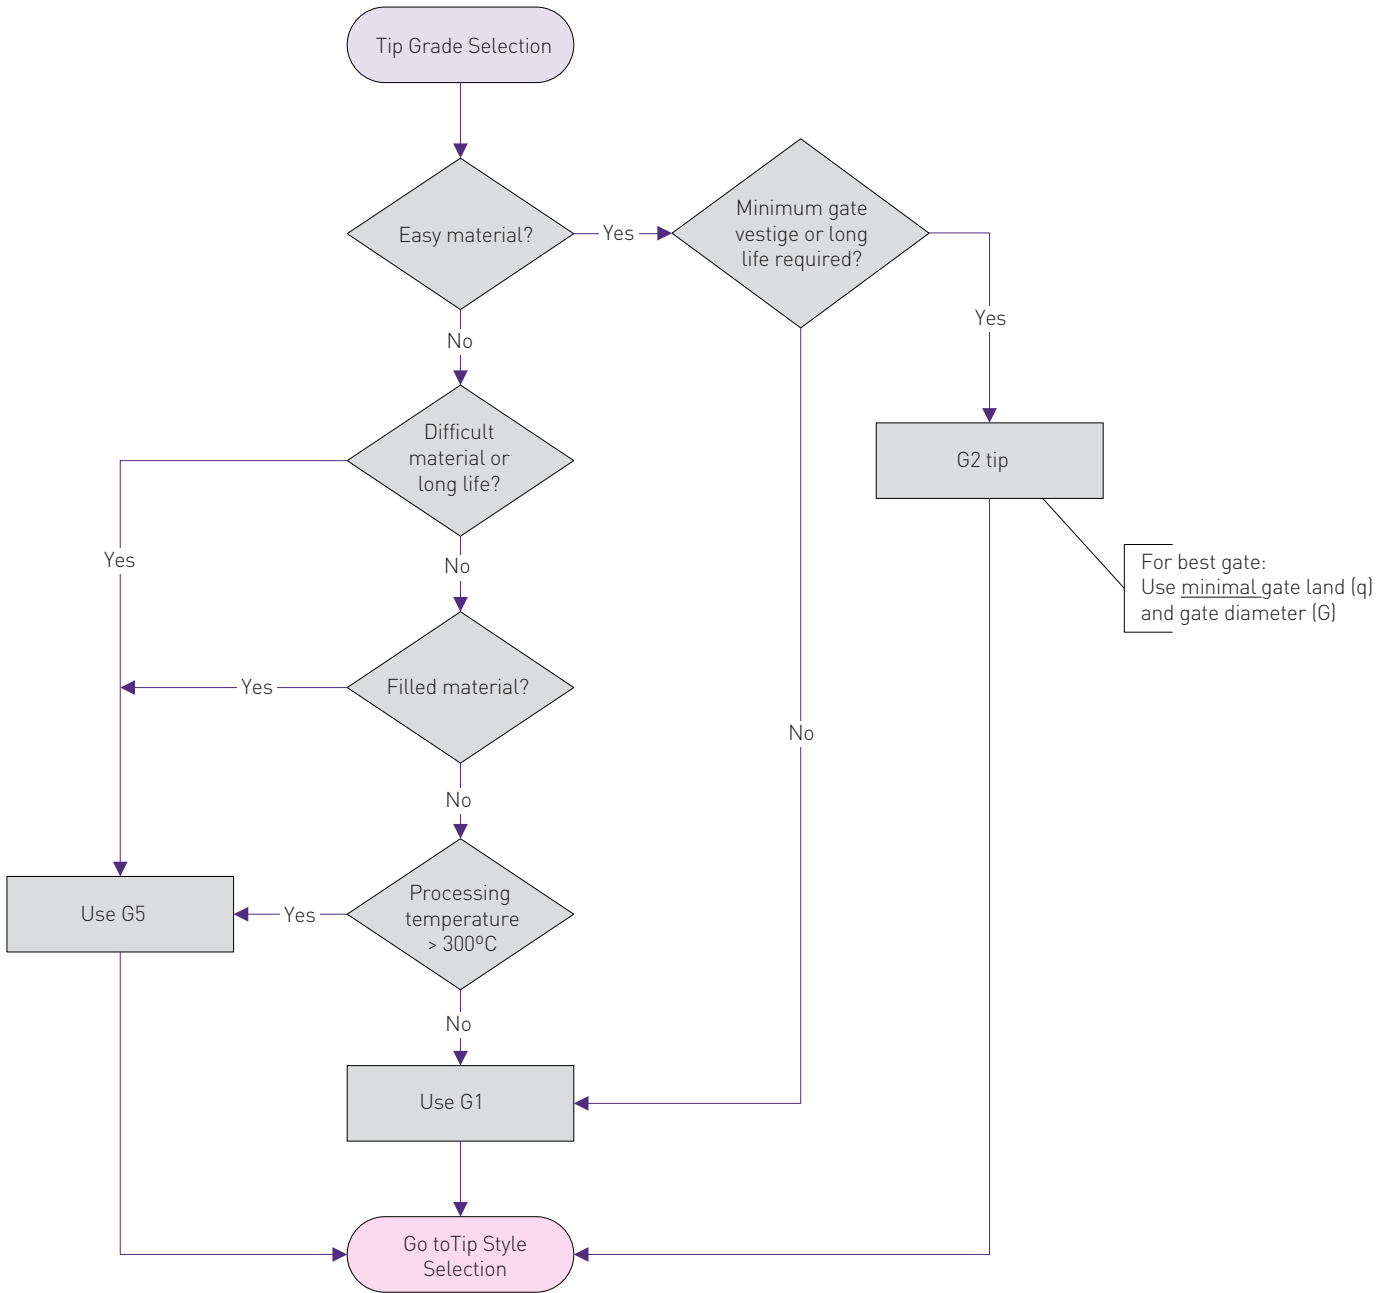 Tip Grade Selection
Easy material?
Yes
Minimum gate
vestige or long
life required?
Yes
No
Difficult
material or
long life?
G2 tip
Yes
No
For best gate:
Use minimal gate land (q)
and gate diameter (G)
Yes
Filled material?
No
No
Processing
temperature
> 300ºC
Yes
Use G5
No
Use G1
Go toTip Style
Selection